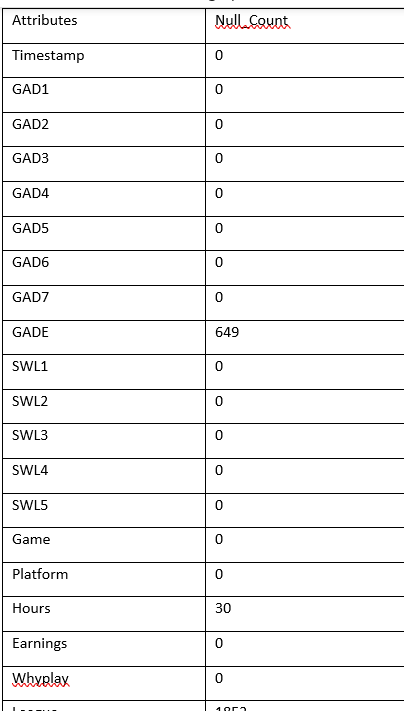 Attributes Null_Count
Timestamp 0
GAD1 0
GAD2 0
GAD3 0
GAD4 0
GAD5 0
GAD6 0
GAD7 0
GADE 649
SWL1 0
SWL2 0
SWL3 0
SWL4 0
SWL5 0
Game 0
Platform 0
Hours 30
Earnings 0
Whyplay 0
League 1852